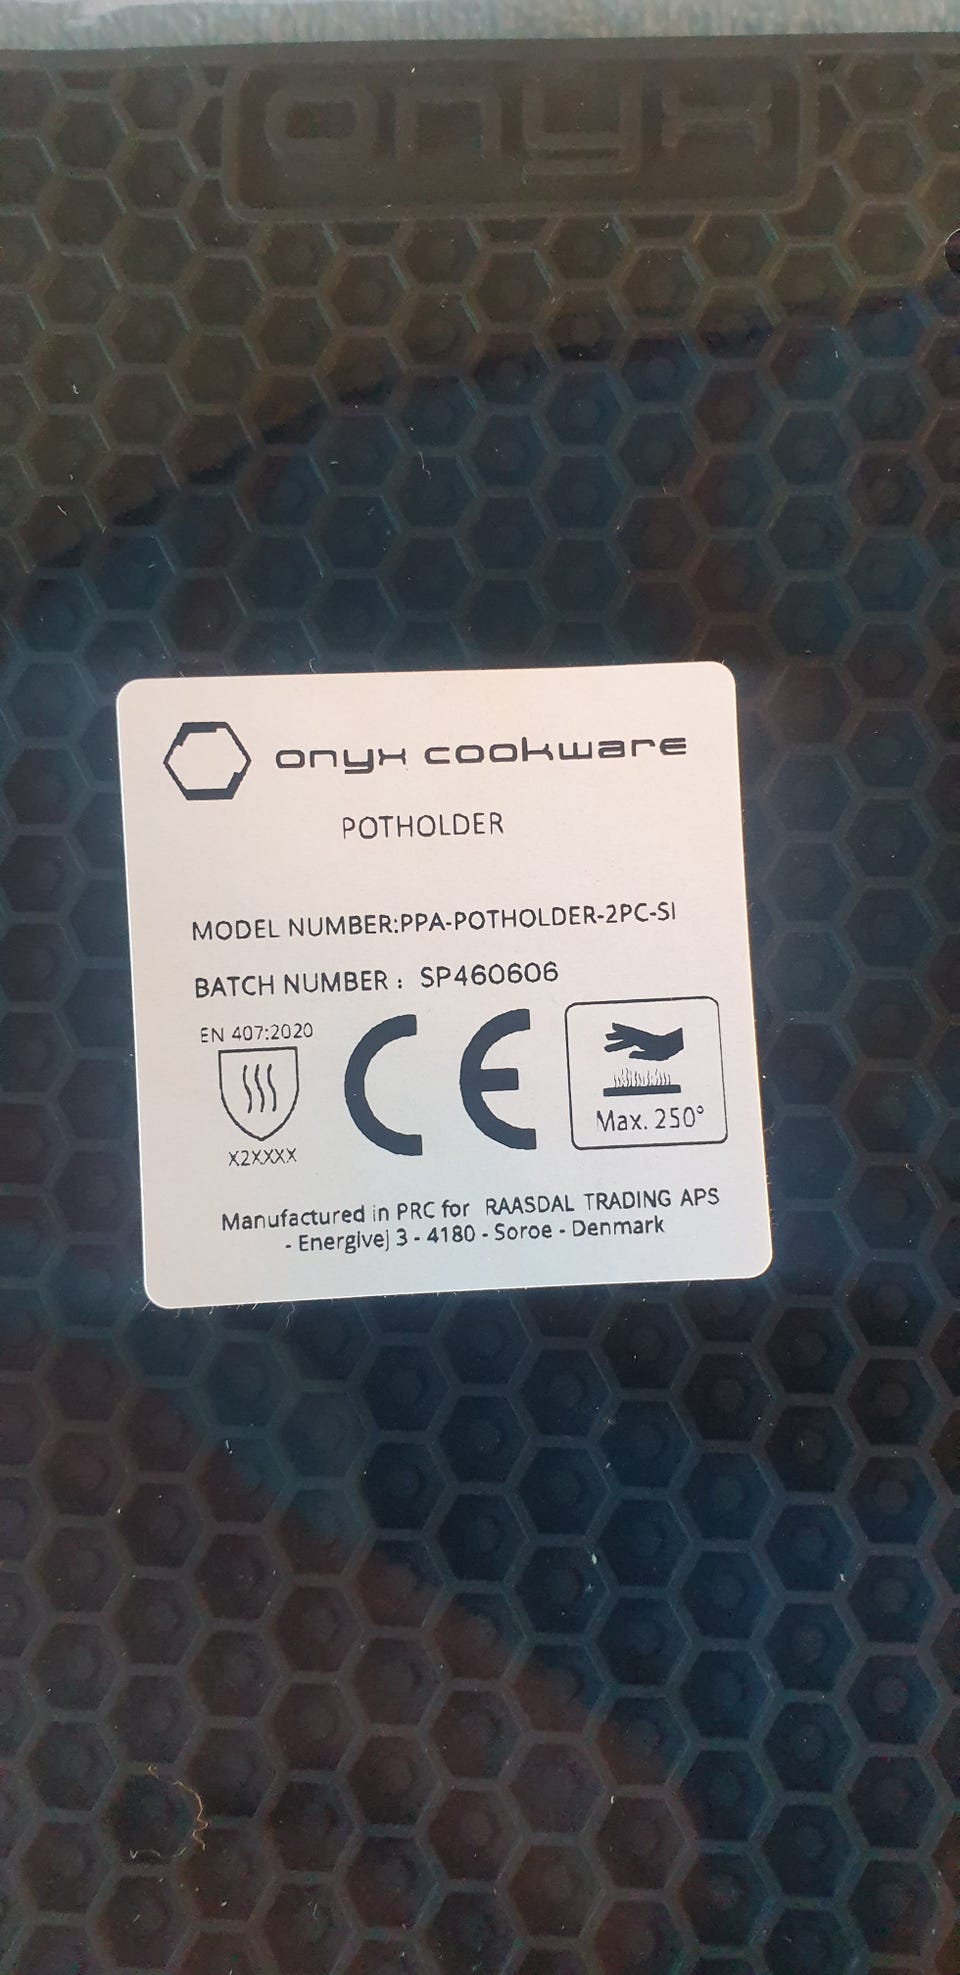 onyx
onyx cookware
POTHOLDER
MODEL NUMBER:PPA-POTHOLDER-2PC-SI
BATCH NUMBER : SP460606
EN 407:2020
X2XXXX
CE
Max. 250°
Manufactured in PRC for RAASDAL TRADING APS
- Energivej 3 - 4180 - Soroe - Denmark